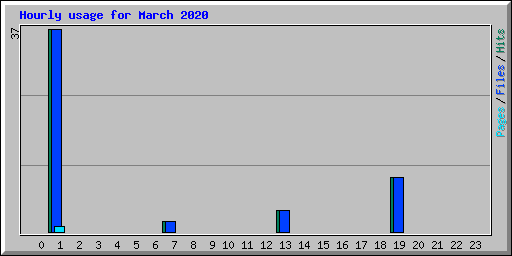 Hourly usage for March 2020
37
Pages/Files/Hits
0 1 2 3 4 5 6 7 8 9 10 11 12 13 14 15 16 17 18 19 20 21 22 23